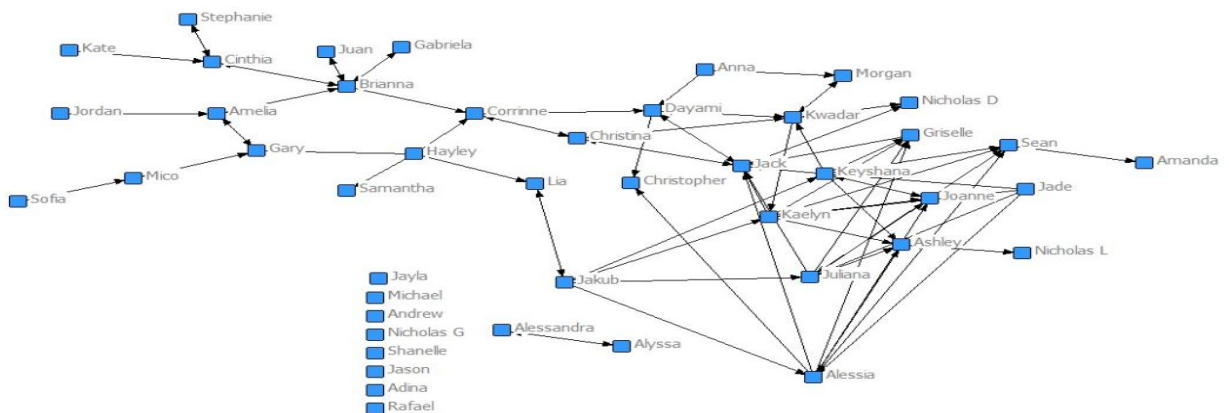 Stephanie
Kate
Cinthia
Juan
Gabriela
Brianna
Anna
Morgan
Jordan
Amelia
Corrinne
Dayami
Kwadar
Nicholas D
Christina
Griselle
Gary
Hayley
Sean
Jack
Keyshana
Amanda
Mico
Samantha
Lia
Christopher
Jade
Sofia
Joanne
Kaelyn
Ashley
Nicholas L
Jayla
Jakub
Juliana
Michael
Andrew
Nicholas G
Alessandra
Alyssa
Shanelle
Jason
Alessia
Adina
Rafael